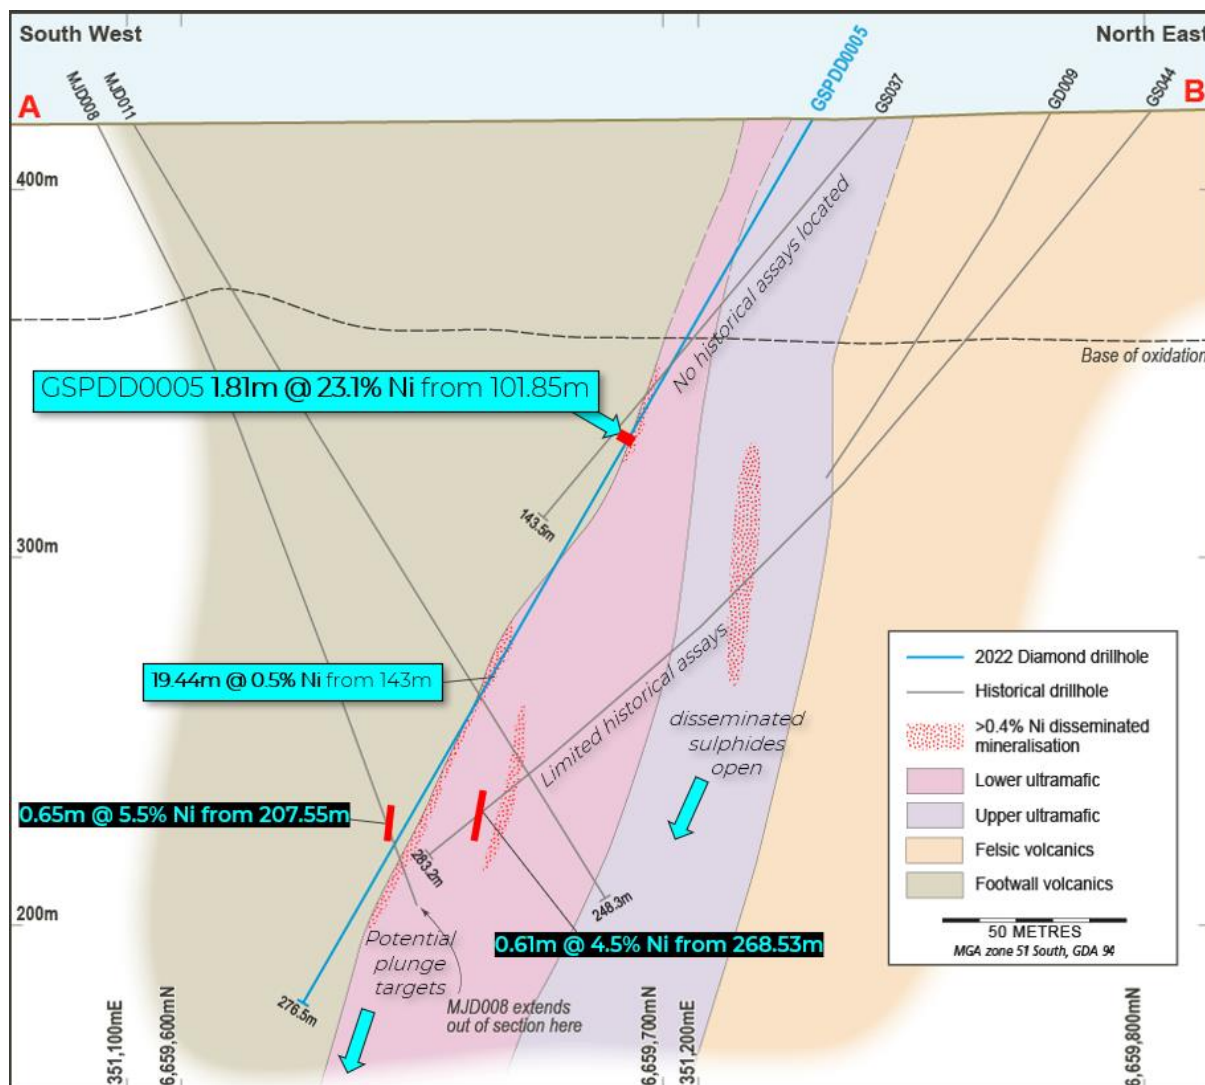 South West
North East
A
B
MJD008
MJD011
GSPDD0005
GS037
GD009
GS044
400m
No historical assays located
Base of oxidation
GSPDD0005 1.81m @ 23.1% Ni from 101.85m
143.5m
300m
19.44m @ 0.5% Ni from 143m
Limited historical assays
disseminated
sulphides
open
0.65m @ 5.5% Ni from 207.55m
283.2m
248.3m
200m
0.61m @ 4.5% Ni from 268.53m
Potential
plunge
targets
MJD008 extends
out of section here
276.5m
2022 Diamond drillhole
Historical drillhole
>0.4% Ni disseminated
mineralisation
Lower ultramafic
Upper ultramafic
Felsic volcanics
Footwall volcanics
50 METRES
MGA zone 51 South, GDA 94
351,100mE
6,659,600mN
6,659,700mN
351,200mE
6,659,800mN